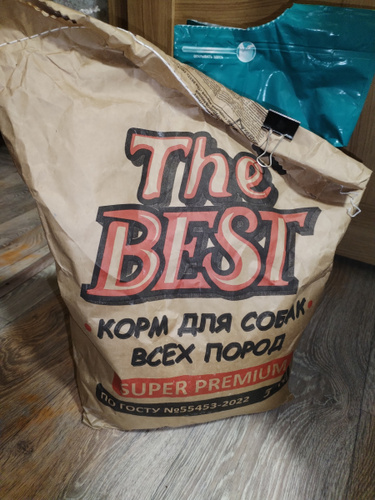 The
BEST
• КОРМ ДЛЯ СОБАК
ВСЕХ ПОРОД
SUPER PREMIUM
ПО ГОСТУ №55453-2022